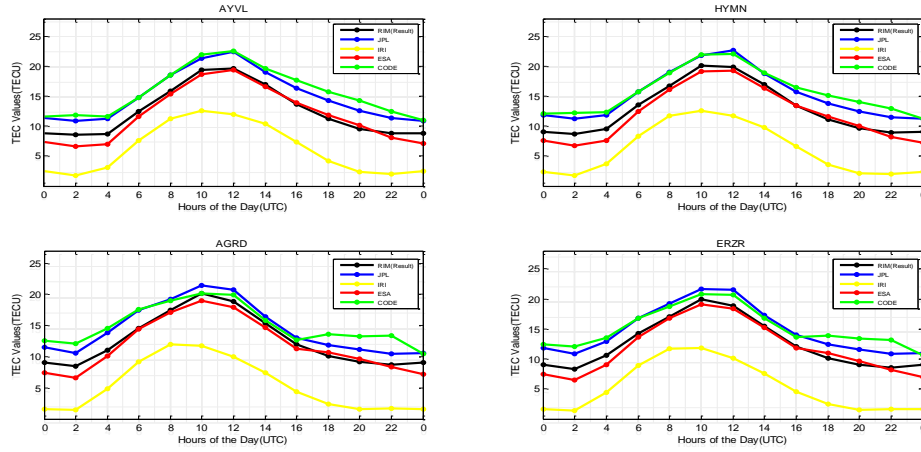 AYVL
25
20
15
10
5
TEC Values(TECU)
0 2 4 6 8 10 12 14 16 18 20 22 0
Hours of the Day(UTC)
RIM(Result)
JPL
IRI
ESA
CODE
HYMN
25
20
15
10
5
TEC Values(TECU)
0 2 4 6 8 10 12 14 16 18 20 22 0
Hours of the Day(UTC)
RIM(Result)
JPL
IRI
ESA
CODE
AGRD
25
20
15
10
5
TEC Values(TECU)
0 2 4 6 8 10 12 14 16 18 20 22 0
Hours of the Day(UTC)
RIM(Result)
JPL
IRI
ESA
CODE
ERZR
25
20
15
10
5
TEC Values(TECU)
0 2 4 6 8 10 12 14 16 18 20 22
Hours of the Day(UTC)
RIM(Result)
JPL
IRI
ESA
CODE